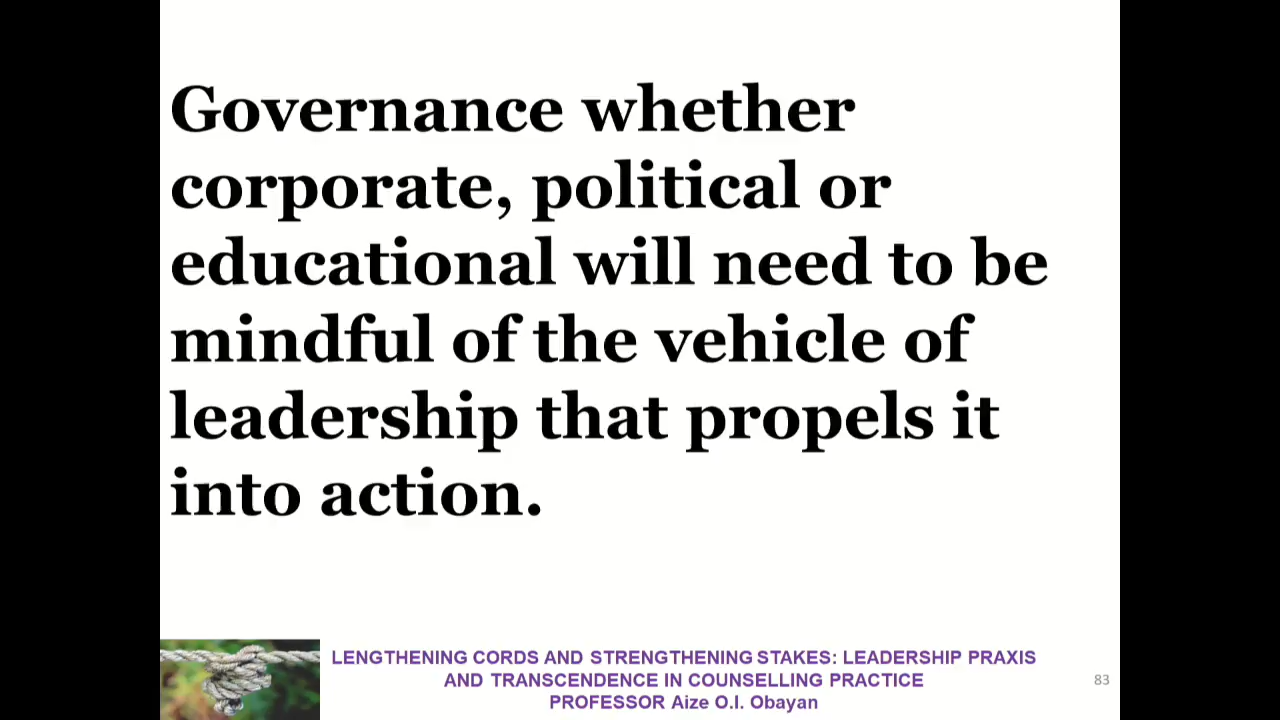 Governance whether
corporate, political or
educational will need to be
mindful of the vehicle of
leadership that propels it
into action.
LENGTHENING CORDS AND STRENGTHENING STAKES: LEADERSHIP PRAXIS
AND TRANSCENDENCE IN COUNSELLING PRACTICE
PROFESSOR Aize O.I. Obayan
83